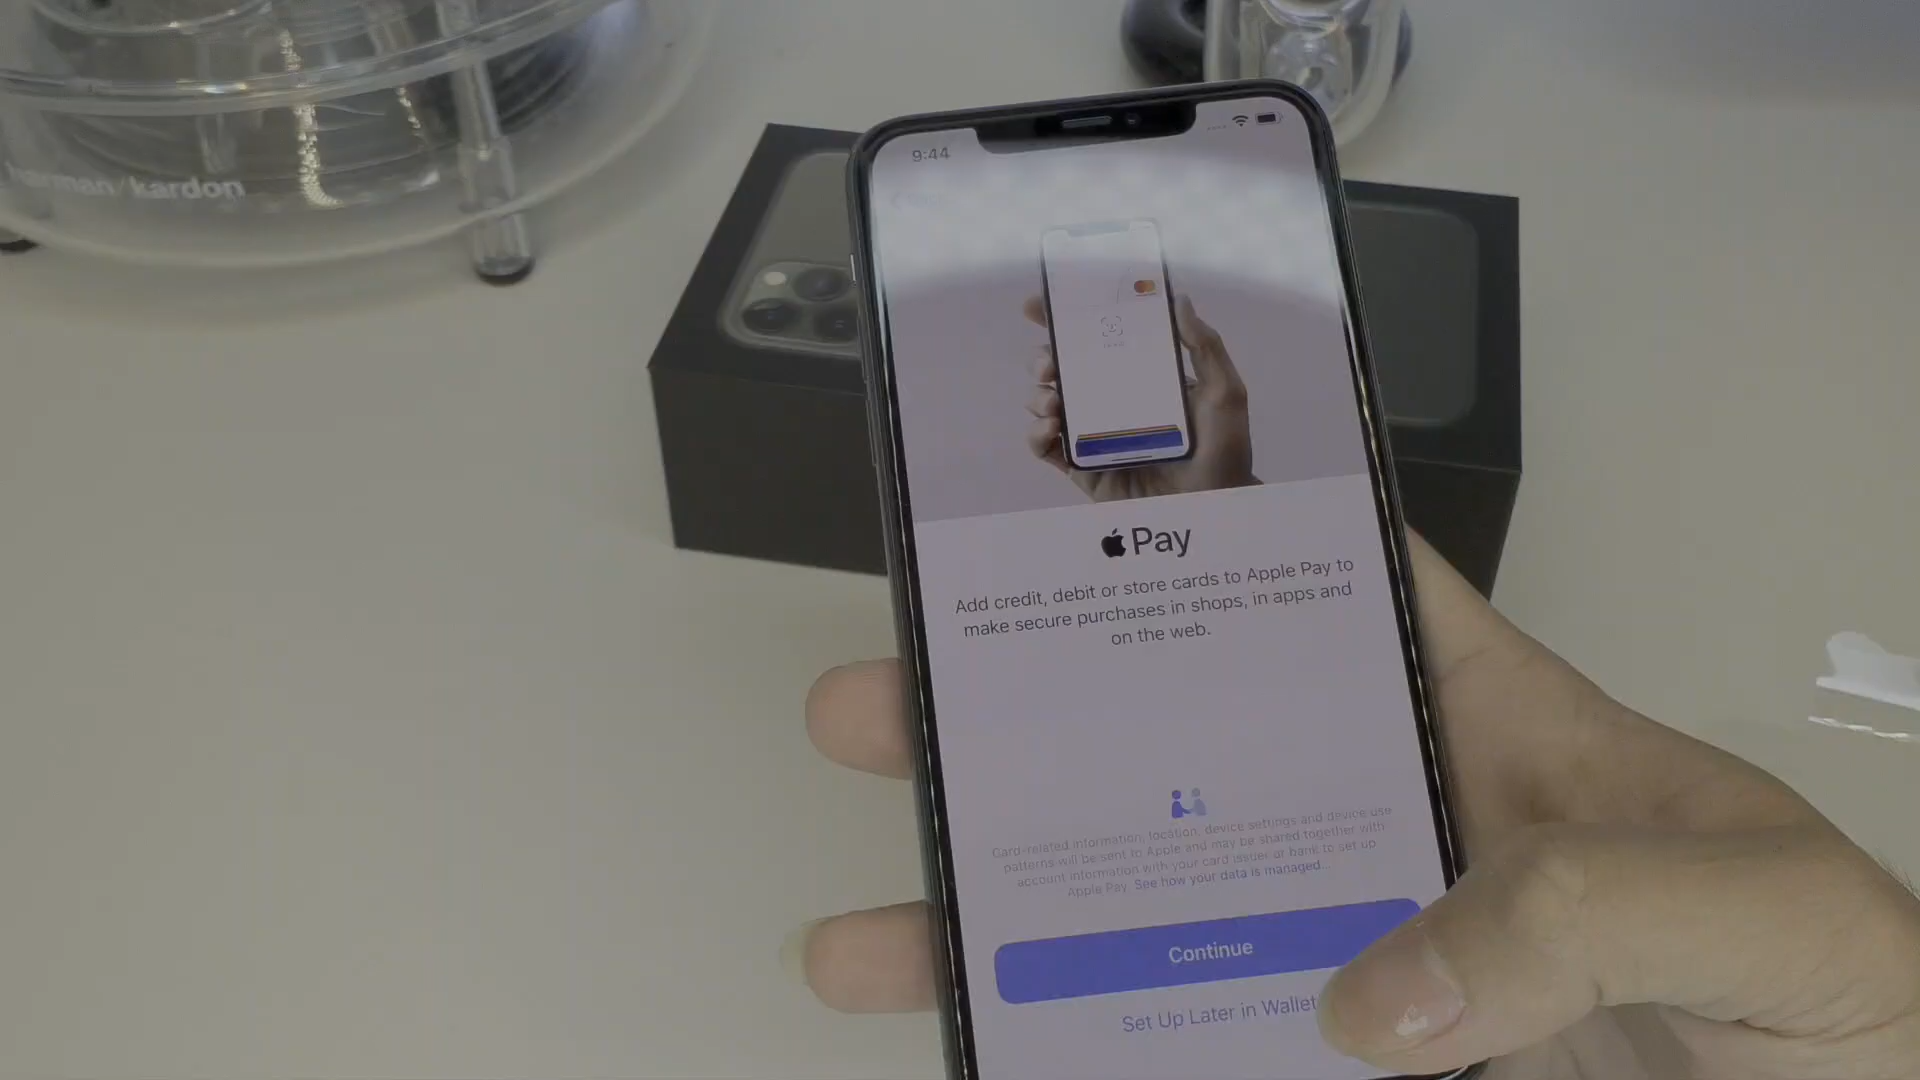 harman/kardon
9:44
Pay
Add credit, debit or store cards to Apple Pay to
make secure purchases in shops, in apps and
on the web.
Card-related information, location, device settings and device use
patterns will be sent to Apple and may be shared together with
account information with your card issuer or bank to set up
Apple Pay. See how your data is managed...
Continue
Set Up Later in Wallet